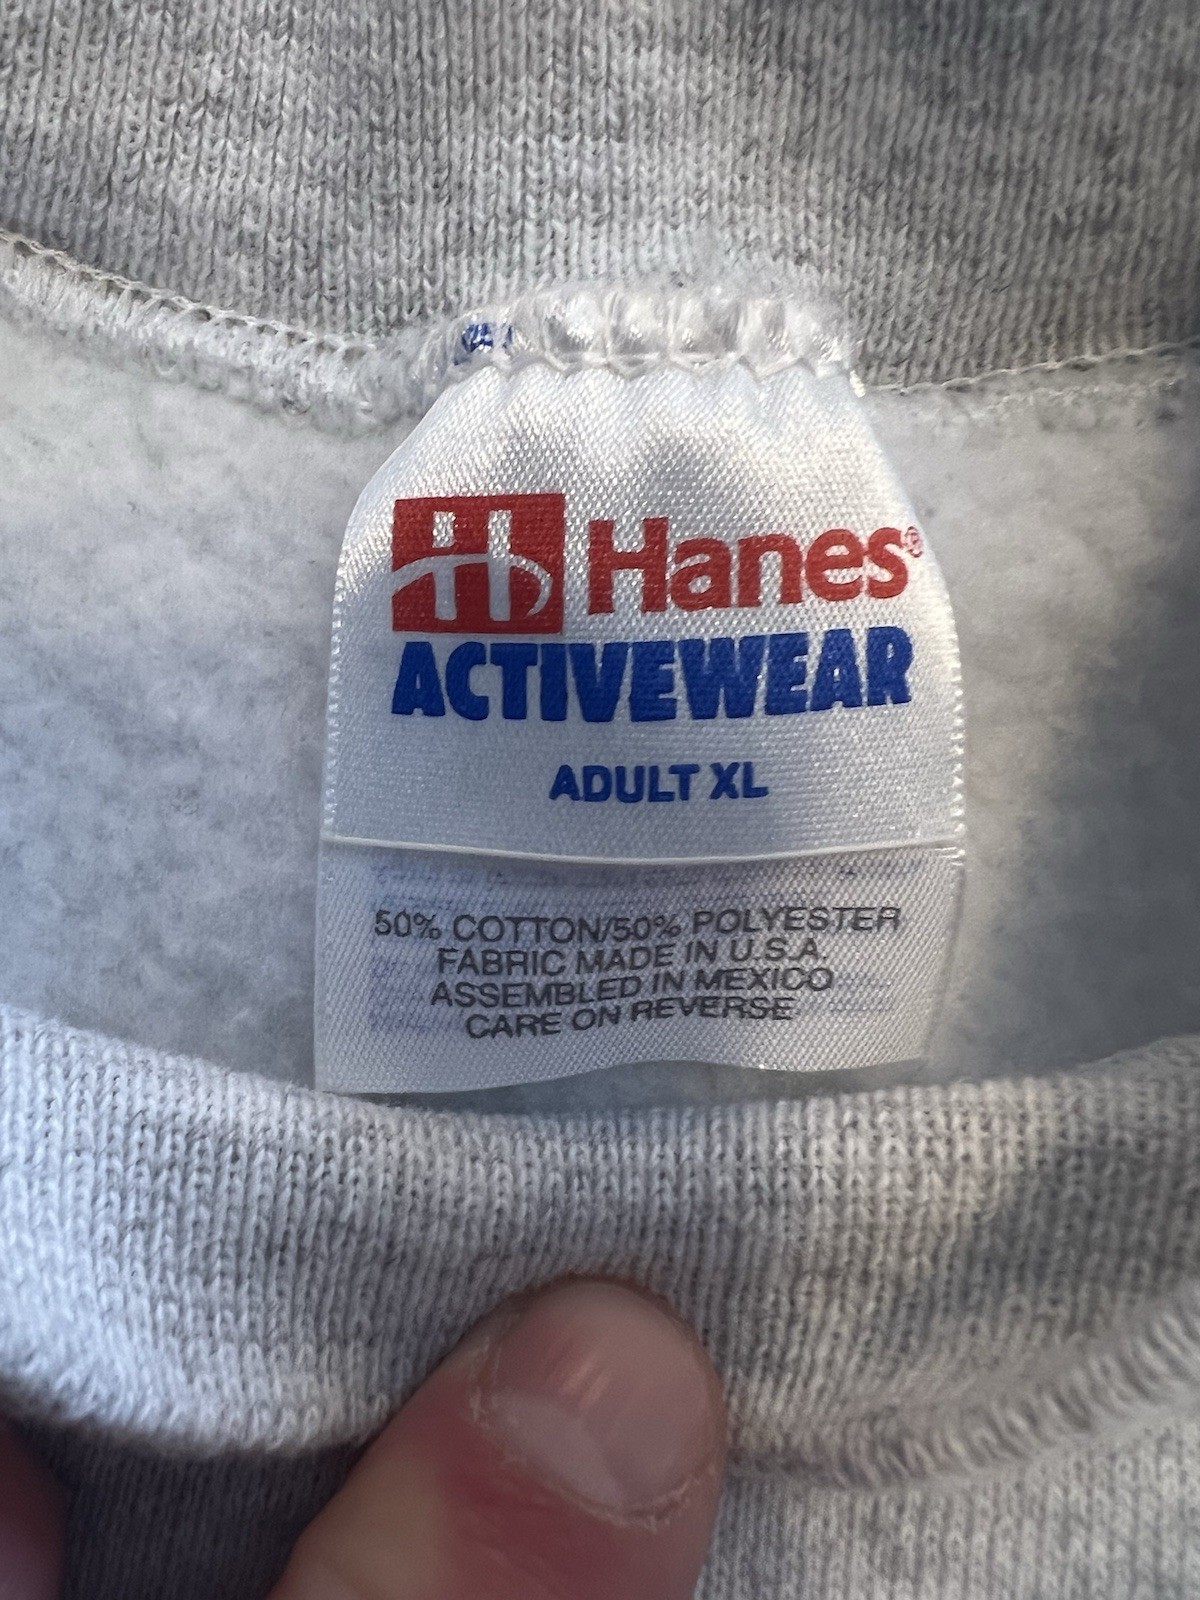 Hanes®
ACTIVEWEAR
ADULT XL
50% COTTON/50% POLYESTER
FABRIC MADE IN U.S.A.
ASSEMBLED IN MEXICO
CARE ON REVERSE